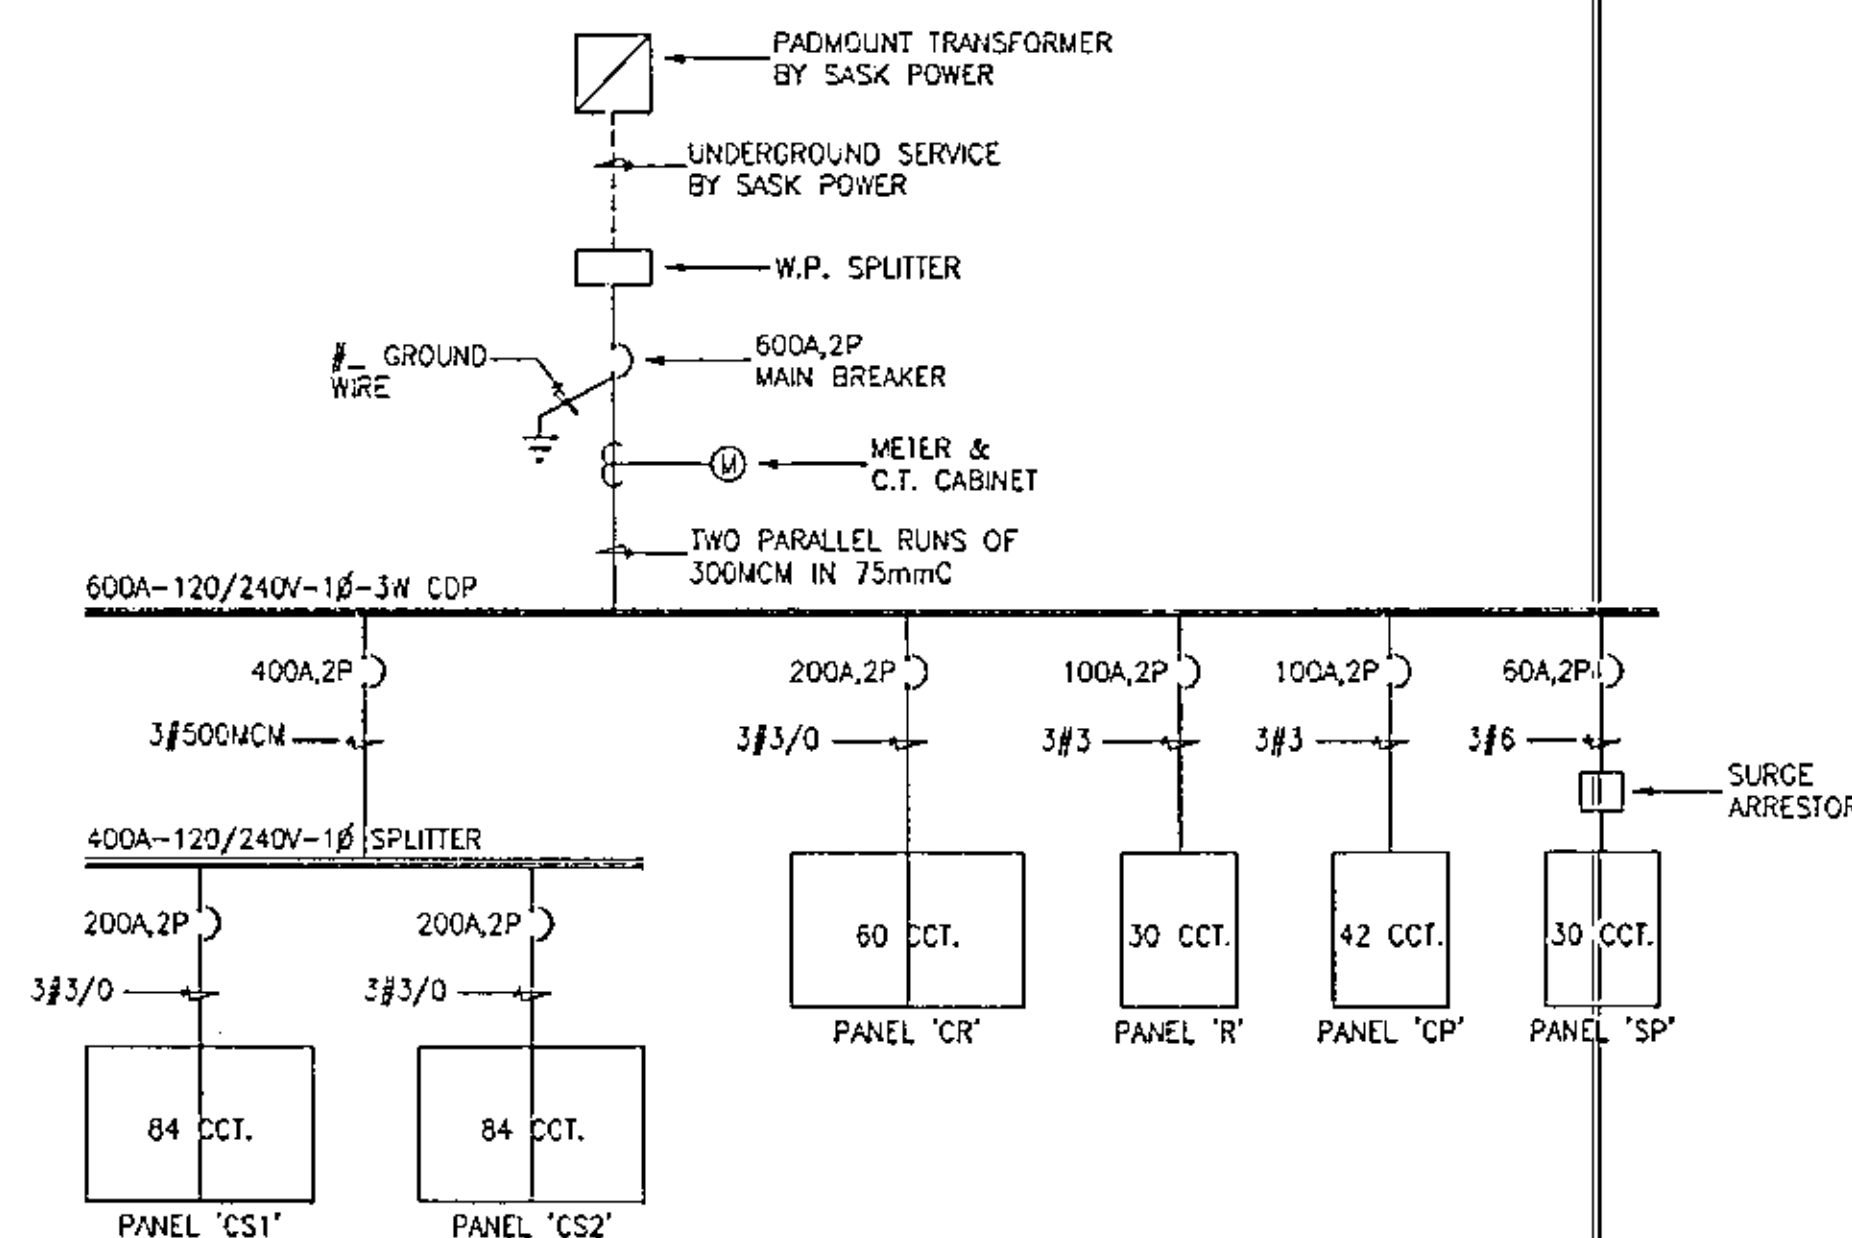 PADMOUNT TRANSFORMER
BY SASK POWER
UNDERGROUND SERVICE
BY SASK POWER
W.P. SPLITTER
#_ GROUND
WIRE
600A,2P
MAIN BREAKER
M
METER &
C.T. CABINET
TWO PARALLEL RUNS OF
300MCM IN 75mmC
600A-120/240V-1Ø-3W CDP
400A,2P
200A,2P
100A,2P
100A,2P
60A,2P
3#500MCM
3#3/0
3#3
3#3
3#6
SURGE
ARRESTOR
400A-120/240V-1Ø SPLITTER
200A,2P
200A,2P
60 CCT.
30 CCT.
42 CCT.
30 CCT.
3#3/0
3#3/0
PANEL 'CR'
PANEL 'R'
PANEL 'CP'
PANEL 'SP'
84 CCT.
84 CCT.
PANEL 'CS1'
PANEL 'CS2'